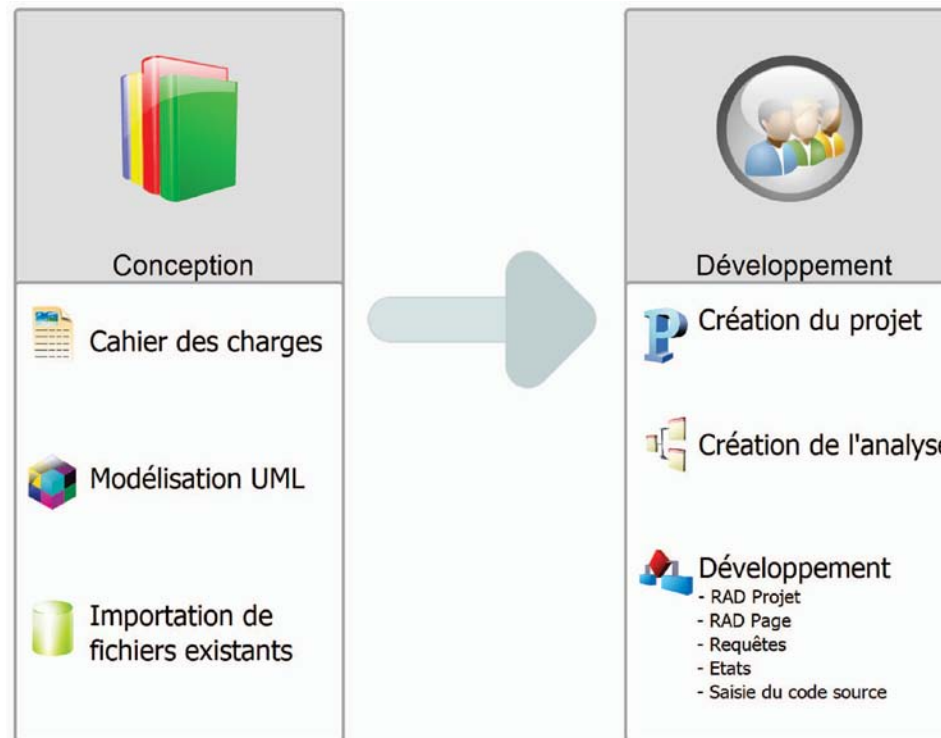 Conception
Cahier des charges
Modélisation UML
Importation de
fichiers existants
Développement
P
Création du projet
Création de l'analyse
Développement
- RAD Projet
- RAD Page
- Requêtes
- Etats
- Saisie du code source